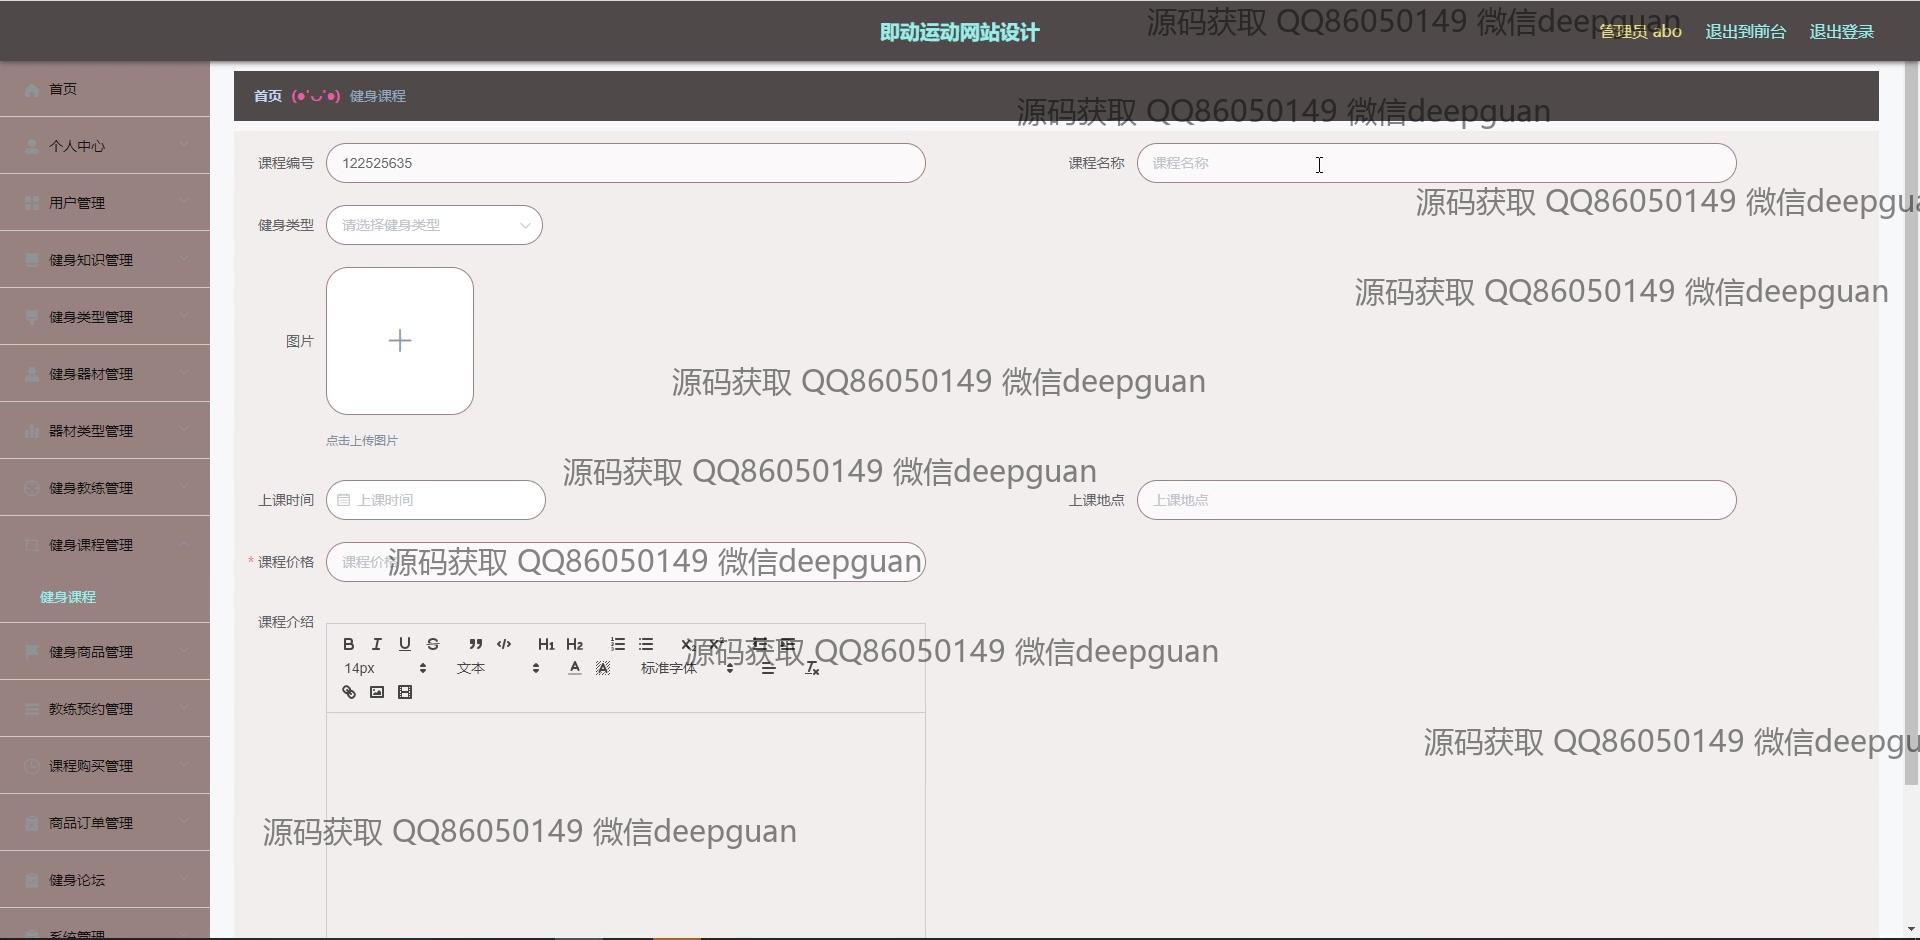 即动运动网站设计
源码获取 QQ86050149 微信deepguan
管理员 abo
退出到前台
退出登录
首页
个人中心
用户管理
健身知识管理
健身类型管理
健身器材管理
器材类型管理
健身教练管理
健身课程管理
健身课程
健身商品管理
教练预约管理
课程购买管理
商品订单管理
健身论坛
系统管理
首页 (●'◡'●) 健身课程
源码获取 QQ86050149 微信deepguan
课程编号 122525635
课程名称 课程名称
源码获取 QQ86050149 微信deepgua
健身类型 请选择健身类型
源码获取 QQ86050149 微信deepguan
图片
源码获取 QQ86050149 微信deepguan
点击上传图片
源码获取 QQ86050149 微信deepguan
上课时间 上课时间
上课地点 上课地点
* 课程价格 课程价格
源码获取 QQ86050149 微信deepguan
课程介绍
B I U S H1 H2
源码获取 QQ86050149 微信deepguan
14px 文本 A A 标准字体
源码获取 QQ86050149 微信deepgu
源码获取 QQ86050149 微信deepguan